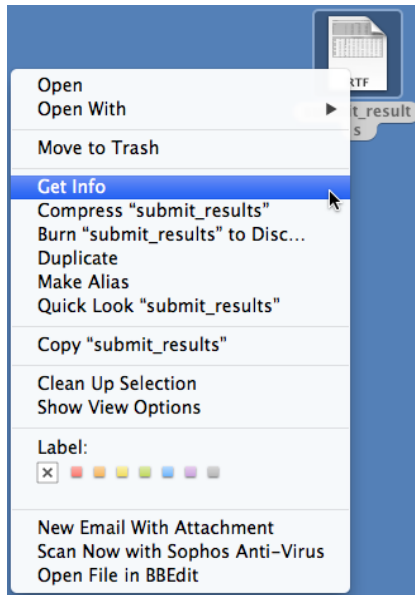 RTF
Open
Open With
t_result
s
Move to Trash
Get Info
Compress “submit_results”
Burn “submit_results” to Disc...
Duplicate
Make Alias
Quick Look “submit_results”
Copy “submit_results”
Clean Up Selection
Show View Options
Label:
New Email With Attachment
Scan Now with Sophos Anti-Virus
Open File in BBEdit